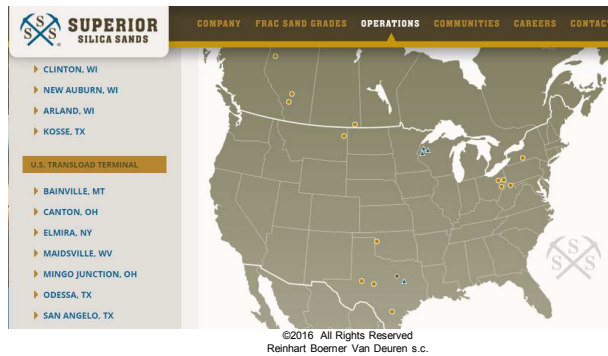 SUPERIOR
SILICA SANDS
COMPANY FRAC SAND GRADES OPERATIONS COMMUNITIES CAREERS CONTAC
CLINTON, WI
NEW AUBURN, WI
ARLAND, WI
KOSSE, TX
U.S. TRANSLOAD TERMINAL
BAINVILLE, MT
CANTON, OH
ELMIRA, NY
MAIDSVILLE, WV
MINGO JUNCTION, OH
ODESSA, TX
SAN ANGELO, TX
S S S
©2016 All Rights Reserved
Reinhart Boerner Van Deuren s.c.